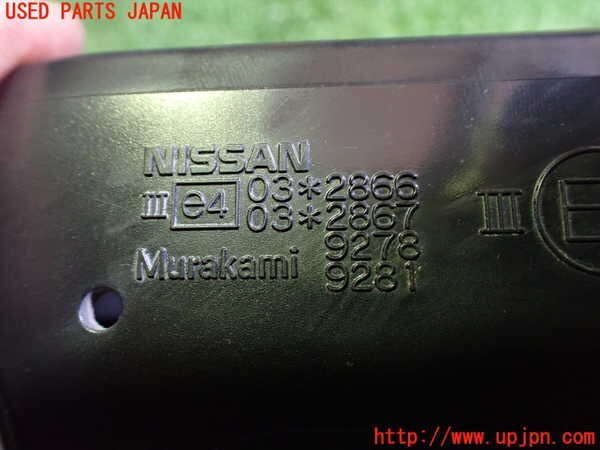 USED PARTS JAPAN
NISSAN
III e4 03*2866
03*2867
III E
Murakami 9278
9281
http://www.upjpn.com/